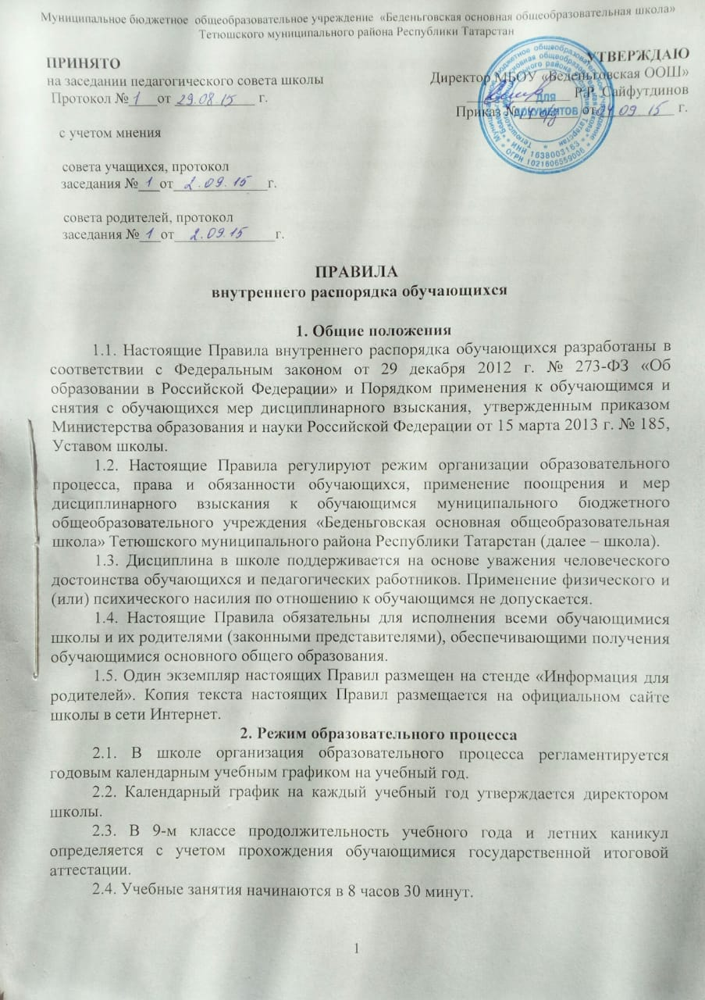 Муниципальное бюджетное общеобразовательное учреждение «Беденьговская основная общеобразовательная школа»
Тетюшского муниципального района Республики Татарстан
ПРИНЯТО
на заседании педагогического совета школы
Протокол № 1 от 29.08.15 г.
УТВЕРЖДАЮ
Директор МБОУ «Беденьговская ООШ»
Р.Р. Сайфутдинов
Приказ № от 04.09.15 г.
ДЛЯ
ДОКУМЕНТОВ
ИНН 1638003163
ОГРН 1021606559006
с учетом мнения
совета учащихся, протокол
заседания № 1 от 2.09.15 г.
совета родителей, протокол
заседания № 1 от 2.09.15 г.
ПРАВИЛА
внутреннего распорядка обучающихся
1. Общие положения
1.1. Настоящие Правила внутреннего распорядка обучающихся разработаны в
соответствии с Федеральным законом от 29 декабря 2012 г. № 273-ФЗ «Об
образовании в Российской Федерации» и Порядком применения к обучающимся и
снятия с обучающихся мер дисциплинарного взыскания, утвержденным приказом
Министерства образования и науки Российской Федерации от 15 марта 2013 г. № 185,
Уставом школы.
1.2. Настоящие Правила регулируют режим организации образовательного
процесса, права и обязанности обучающихся, применение поощрения и мер
дисциплинарного взыскания к обучающимся муниципального бюджетного
общеобразовательного учреждения «Беденьговская основная общеобразовательная
школа» Тетюшского муниципального района Республики Татарстан (далее – школа).
1.3. Дисциплина в школе поддерживается на основе уважения человеческого
достоинства обучающихся и педагогических работников. Применение физического и
(или) психического насилия по отношению к обучающимся не допускается.
1.4. Настоящие Правила обязательны для исполнения всеми обучающимися
школы и их родителями (законными представителями), обеспечивающими получения
обучающимися основного общего образования.
1.5. Один экземпляр настоящих Правил размещен на стенде «Информация для
родителей». Копия текста настоящих Правил размещается на официальном сайте
школы в сети Интернет.
2. Режим образовательного процесса
2.1. В школе организация образовательного процесса регламентируется
годовым календарным учебным графиком на учебный год.
2.2. Календарный график на каждый учебный год утверждается директором
школы.
2.3. В 9-м классе продолжительность учебного года и летних каникул
определяется с учетом прохождения обучающимися государственной итоговой
аттестации.
2.4. Учебные занятия начинаются в 8 часов 30 минут.
1